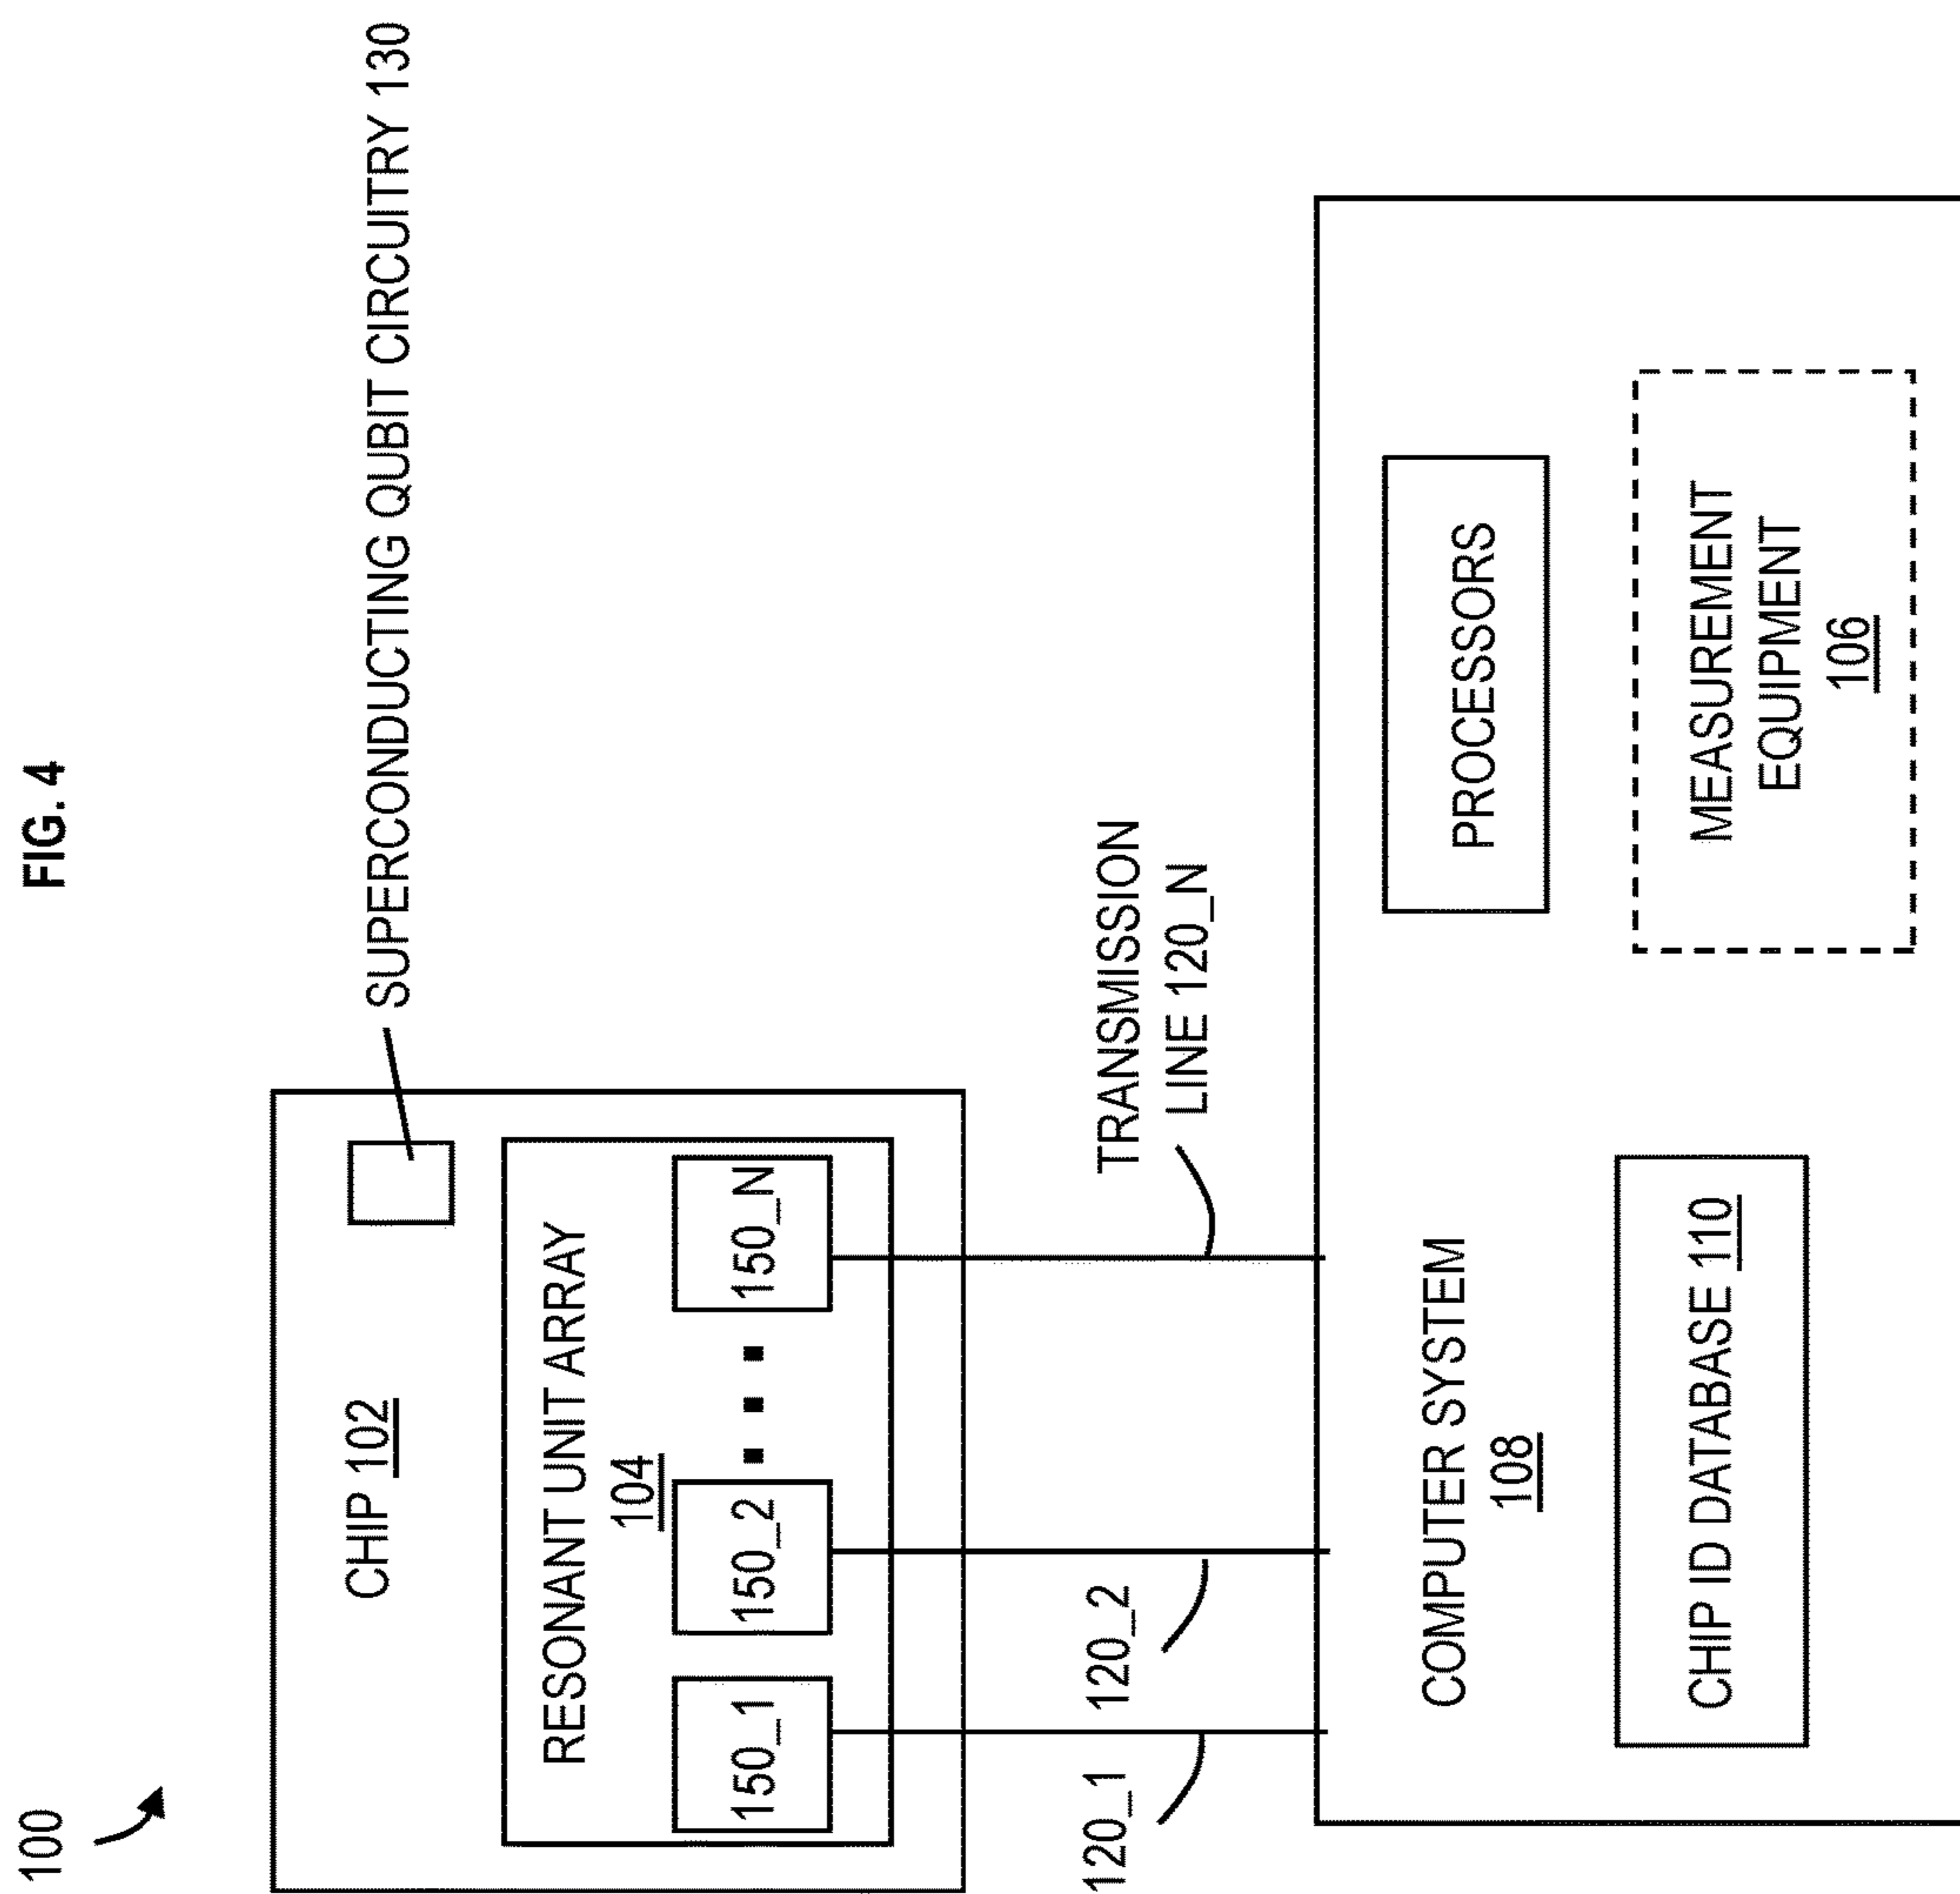 FIG. 4
100
SUPERCONDUCTING QUBIT CIRCUITRY 130
CHIP 102
RESONANT UNIT ARRAY
104
150_1
150_2
150_N
120_1
120_2
TRANSMISSION
LINE 120_N
COMPUTER SYSTEM
108
PROCESSORS
CHIP ID DATABASE 110
MEASUREMENT
EQUIPMENT
106